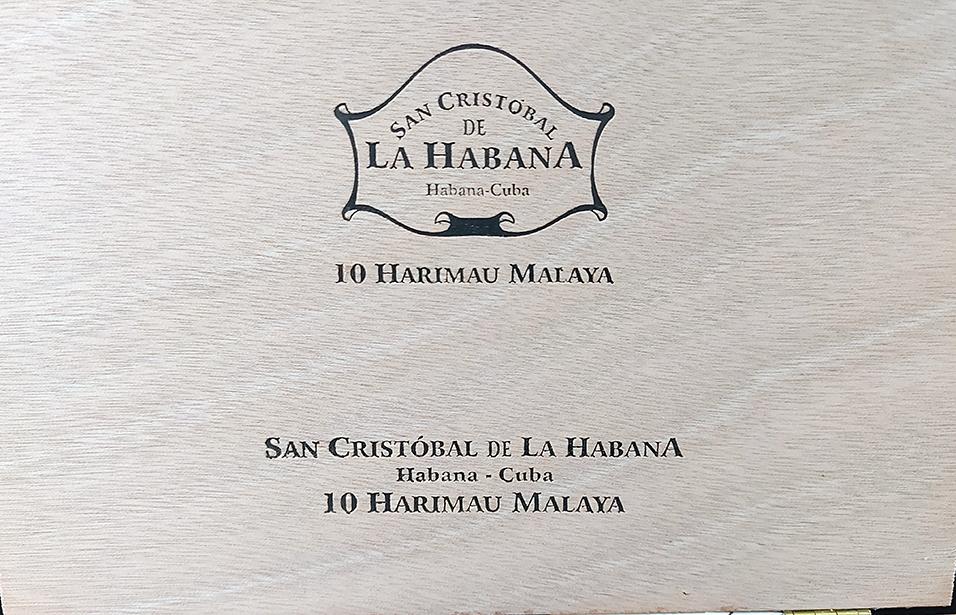 SAN CRISTÓBAL
DE
LA HABANA
Habana-Cuba
10 HARIMAU MALAYA
SAN CRISTÓBAL DE LA HABANA
Habana - Cuba
10 HARIMAU MALAYA